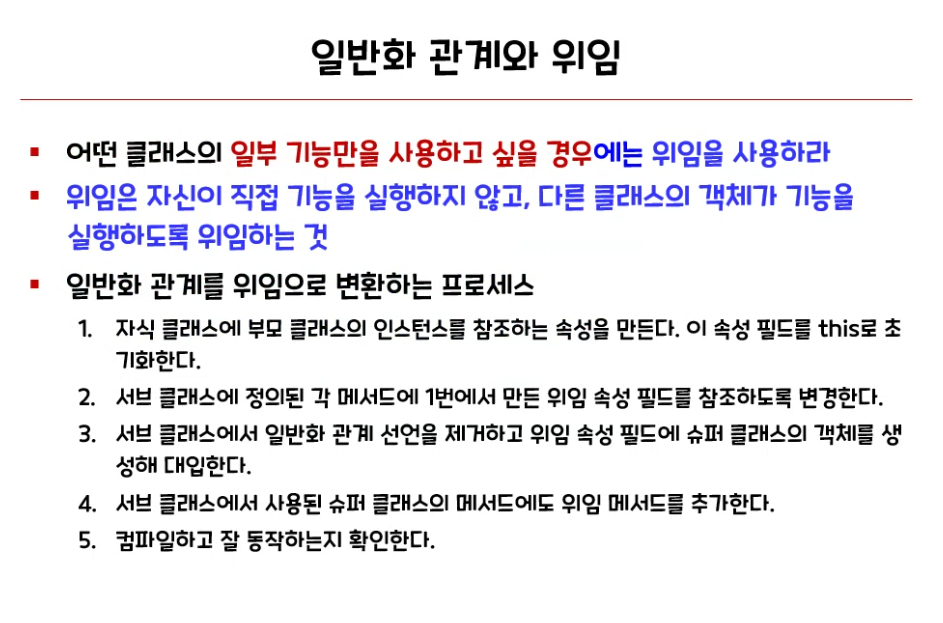 일반화 관계와 위임
▪ 어떤 클래스의 일부 기능만을 사용하고 싶을 경우에는 위임을 사용하라
▪ 위임은 자신이 직접 기능을 실행하지 않고, 다른 클래스의 객체가 기능을
실행하도록 위임하는 것
▪ 일반화 관계를 위임으로 변환하는 프로세스
1. 자식 클래스에 부모 클래스의 인스턴스를 참조하는 속성을 만든다. 이 속성 필드를 this로 초
기화한다.
2. 서브 클래스에 정의된 각 메서드에 1번에서 만든 위임 속성 필드를 참조하도록 변경한다.
3. 서브 클래스에서 일반화 관계 선언을 제거하고 위임 속성 필드에 슈퍼 클래스의 객체를 생
성해 대입한다.
4. 서브 클래스에서 사용된 슈퍼 클래스의 메서드에도 위임 메서드를 추가한다.
5. 컴파일하고 잘 동작하는지 확인한다.